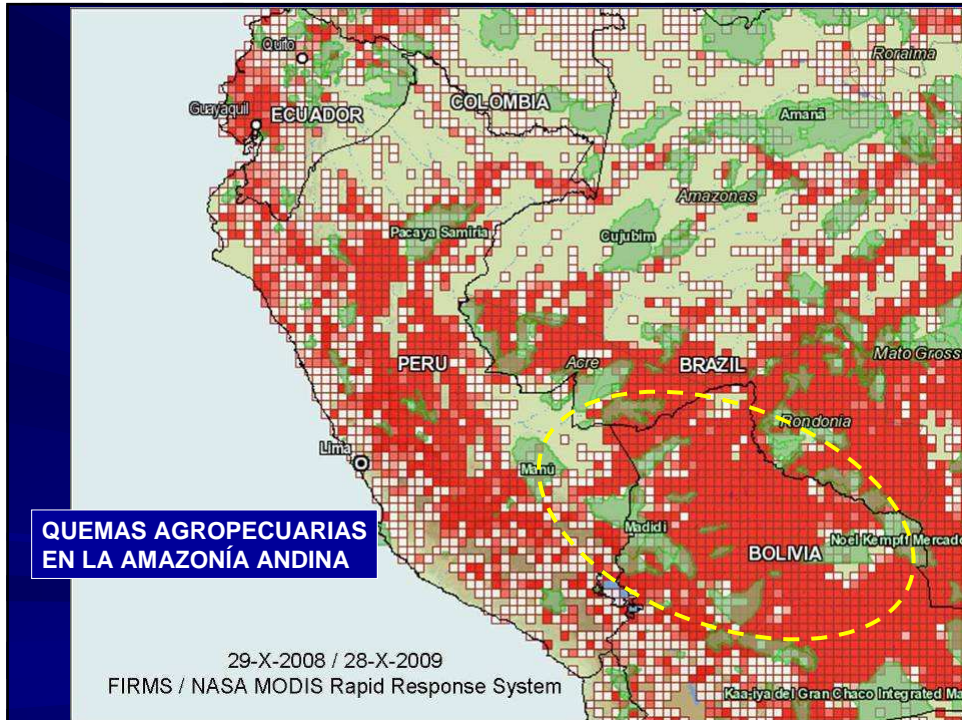 Quito
Roraima
Guayaquil
ECUADOR
COLOMBIA
Amanã
Amazonas
Pacaya Samiria
Cujubim
PERU
Acre
BRAZIL
Mato Gross
Rondonia
Lima
Manú
Madidi
BOLIVIA
Noel Kempff Mercado
QUEMAS AGROPECUARIAS
EN LA AMAZONÍA ANDINA
29-X-2008 / 28-X-2009
FIRMS / NASA MODIS Rapid Response System
Kaa-iya del Gran Chaco Integrated Ma